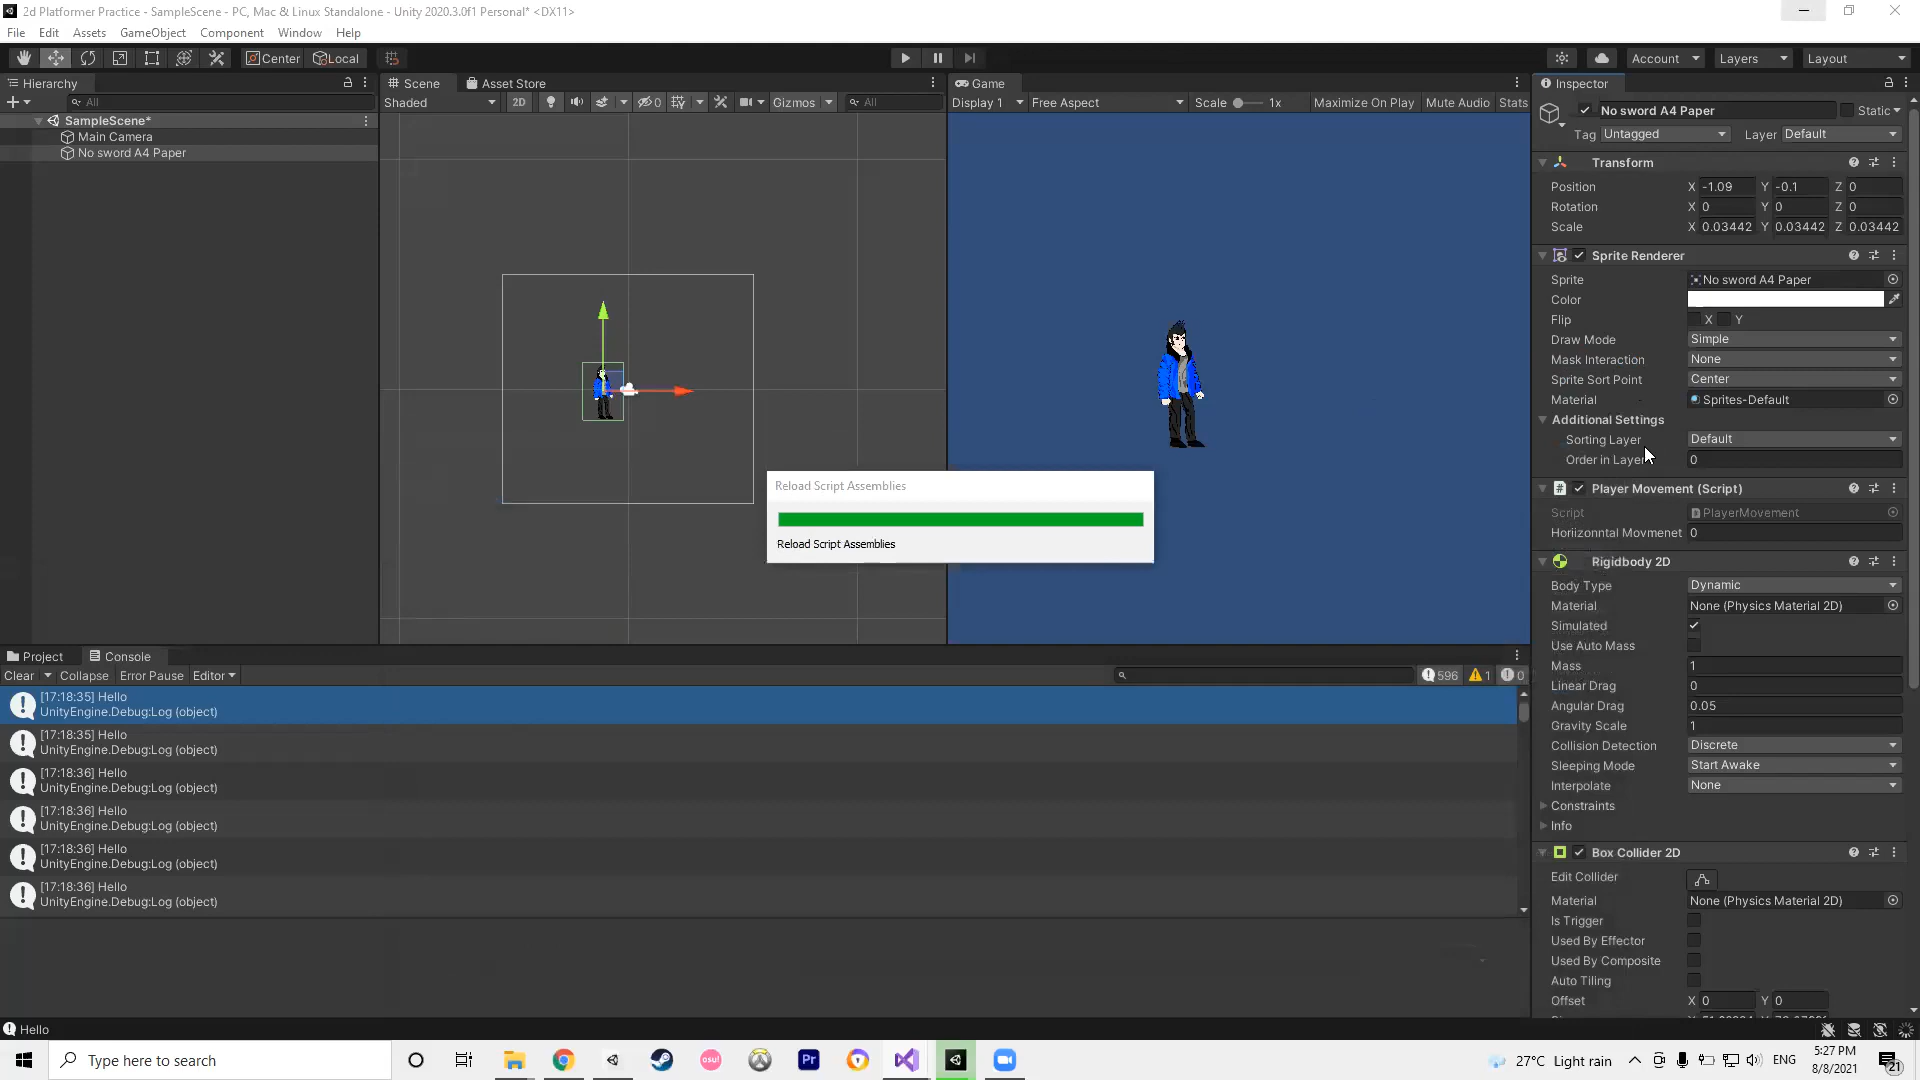 2d Platformer Practice - SampleScene - PC, Mac & Linux Standalone - Unity 2020.3.0f1 Personal* <DX11>
File Edit Assets GameObject Component Window Help
Center Local
Account Layers Layout
Hierarchy
All
SampleScene*
Main Camera
No sword A4 Paper
Scene Asset Store
Shaded 2D 0 Gizmos All
Game
Display 1 Free Aspect Scale 1x Maximize On Play Mute Audio Stats
Inspector
No sword A4 Paper Static
Tag Untagged Layer Default
Transform
Position X -1.09 Y -0.1 Z 0
Rotation X 0 Y 0 Z 0
Scale X 0.03442 Y 0.03442 Z 0.03442
Sprite Renderer
Sprite No sword A4 Paper
Color
Flip X Y
Draw Mode Simple
Mask Interaction None
Sprite Sort Point Center
Material Sprites-Default
Additional Settings
Sorting Layer Default
Order in Layer 0
Player Movement (Script)
Script PlayerMovement
Horiizonntal Movmenet 0
Rigidbody 2D
Body Type Dynamic
Material None (Physics Material 2D)
Simulated
Use Auto Mass
Mass 1
Linear Drag 0
Angular Drag 0.05
Gravity Scale 1
Collision Detection Discrete
Sleeping Mode Start Awake
Interpolate None
Constraints
Info
Box Collider 2D
Edit Collider
Material None (Physics Material 2D)
Is Trigger
Used By Effector
Used By Composite
Auto Tiling
Offset X 0 Y 0
Reload Script Assemblies
Reload Script Assemblies
Project Console
Clear Collapse Error Pause Editor 596 1 0
[17:18:35] Hello
UnityEngine.Debug:Log (object)
[17:18:35] Hello
UnityEngine.Debug:Log (object)
[17:18:36] Hello
UnityEngine.Debug:Log (object)
[17:18:36] Hello
UnityEngine.Debug:Log (object)
[17:18:36] Hello
UnityEngine.Debug:Log (object)
[17:18:36] Hello
UnityEngine.Debug:Log (object)
Hello
Type here to search
osu!
Pr
27°C Light rain
ENG
5:27 PM
8/8/2021
21